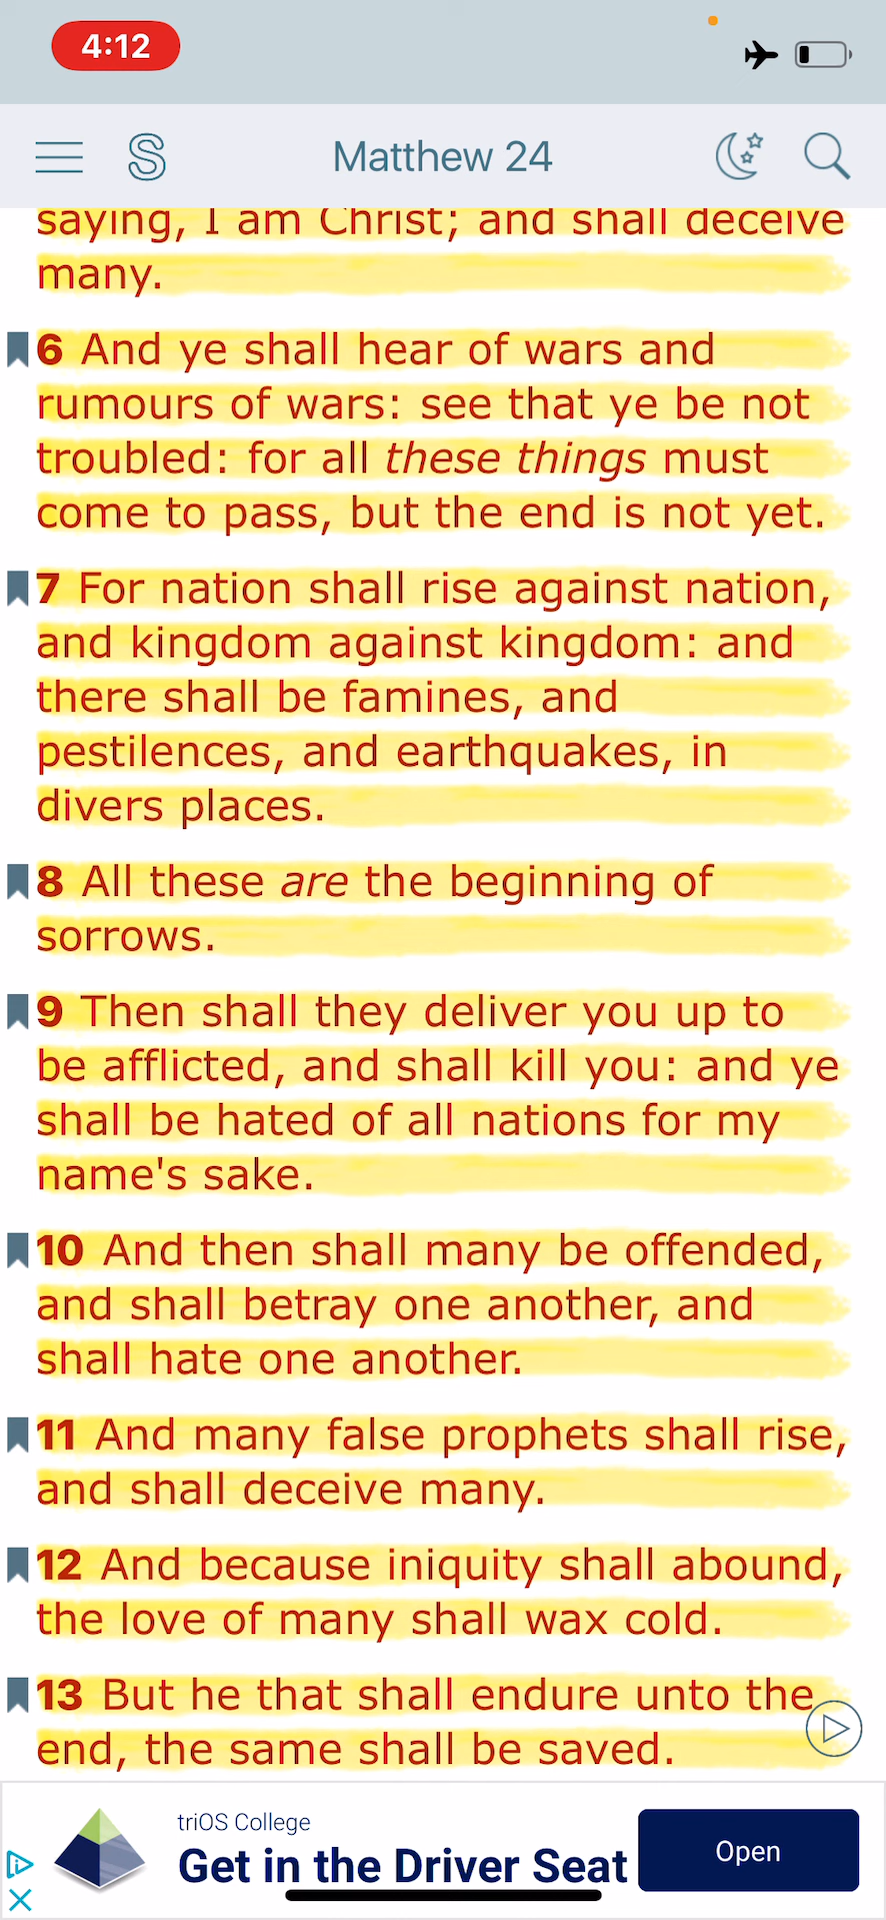 4:12
S
Matthew 24
saying, I am Christ; and shall deceive
many.
6 And ye shall hear of wars and
rumours of wars: see that ye be not
troubled: for all these things must
come to pass, but the end is not yet.
7 For nation shall rise against nation,
and kingdom against kingdom: and
there shall be famines, and
pestilences, and earthquakes, in
divers places.
8 All these are the beginning of
sorrows.
9 Then shall they deliver you up to
be afflicted, and shall kill you: and ye
shall be hated of all nations for my
name's sake.
10 And then shall many be offended,
and shall betray one another, and
shall hate one another.
11 And many false prophets shall rise,
and shall deceive many.
12 And because iniquity shall abound,
the love of many shall wax cold.
13 But he that shall endure unto the
end, the same shall be saved.
triOS College
Get in the Driver Seat
Open